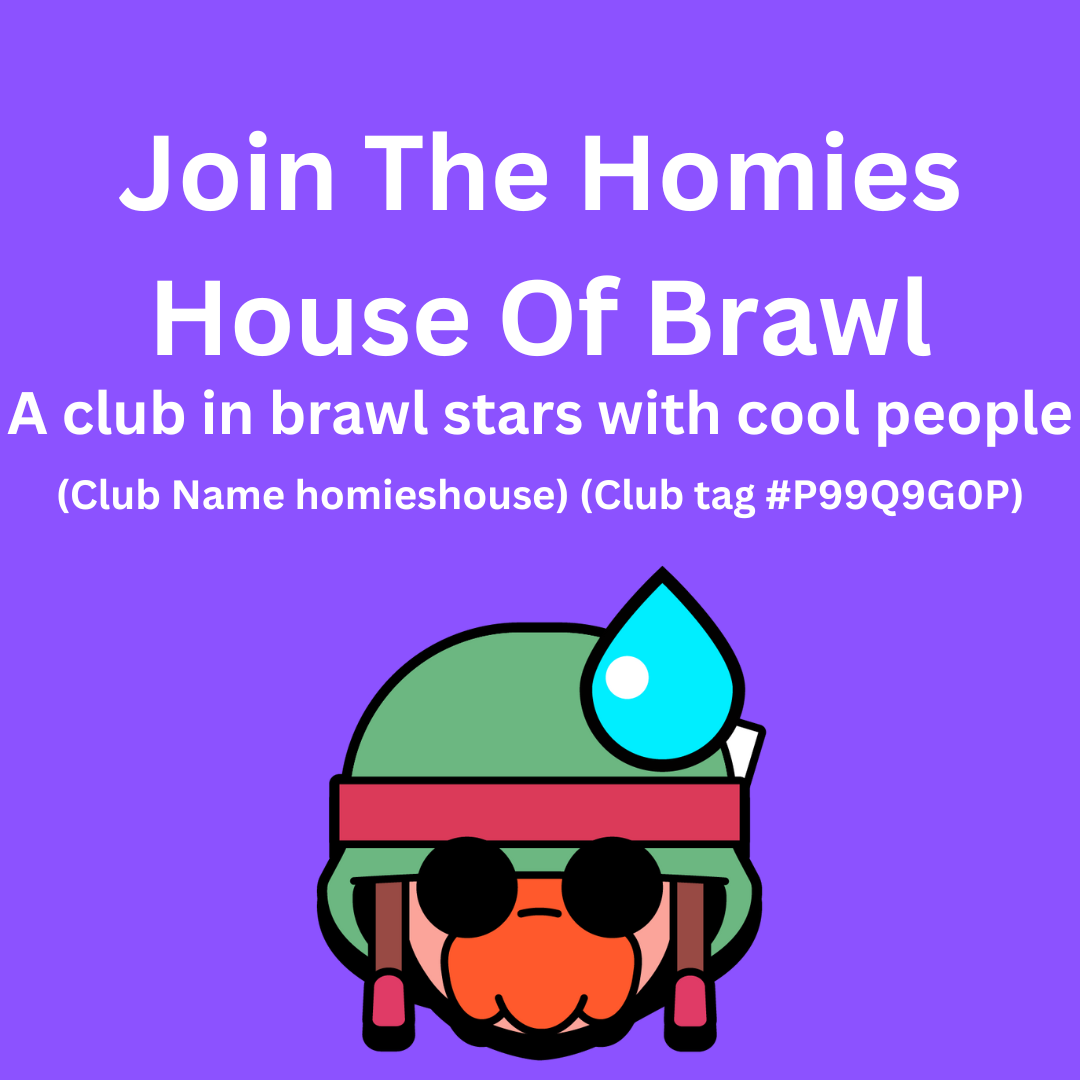 Join The Homies
House Of Brawl
A club in brawl stars with cool people
(Club Name homieshouse) (Club tag #P99Q9G0P)